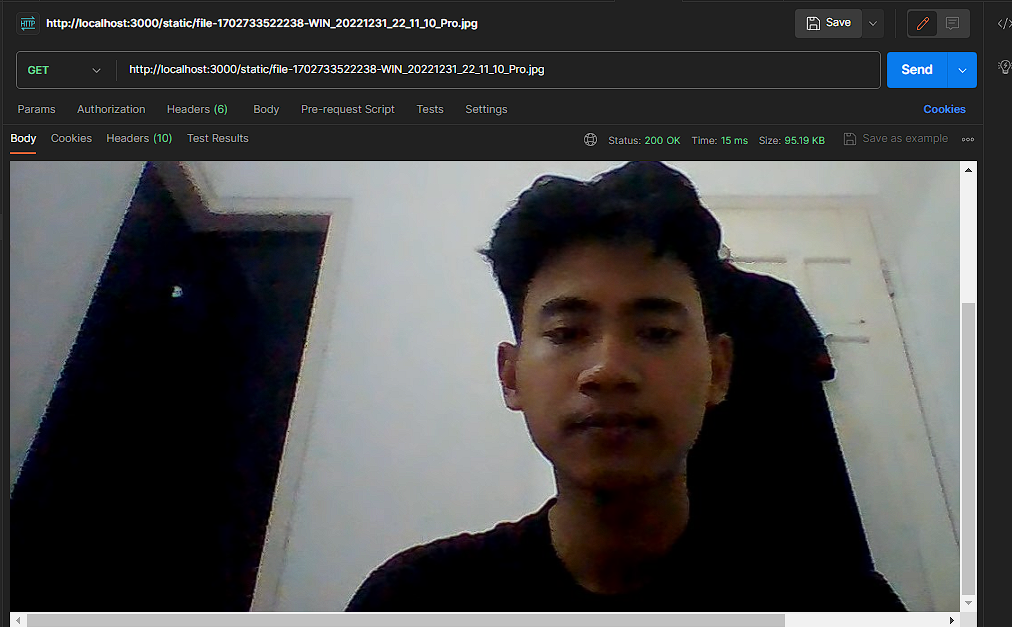 HTTP http://localhost:3000/static/file-1702733522238-WIN_20221231_22_11_10_Pro.jpg Save </>
GET http://localhost:3000/static/file-1702733522238-WIN_20221231_22_11_10_Pro.jpg Send
Params Authorization Headers (6) Body Pre-request Script Tests Settings Cookies
Body Cookies Headers (10) Test Results Status: 200 OK Time: 15 ms Size: 95.19 KB Save as example